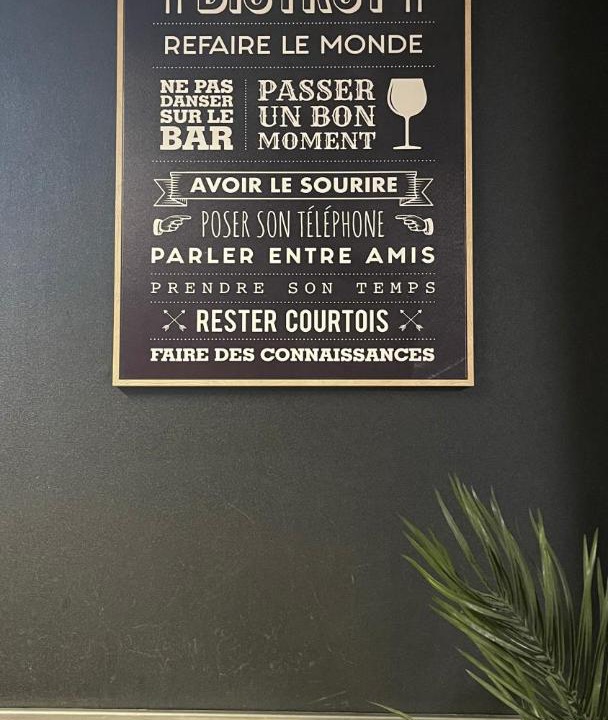 BISTROT
REFAIRE LE MONDE
NE PAS
DANSER
SUR LE
BAR
PASSER
UN BON
MOMENT
AVOIR LE SOURIRE
POSER SON TÉLÉPHONE
PARLER ENTRE AMIS
PRENDRE SON TEMPS
RESTER COURTOIS
FAIRE DES CONNAISSANCES